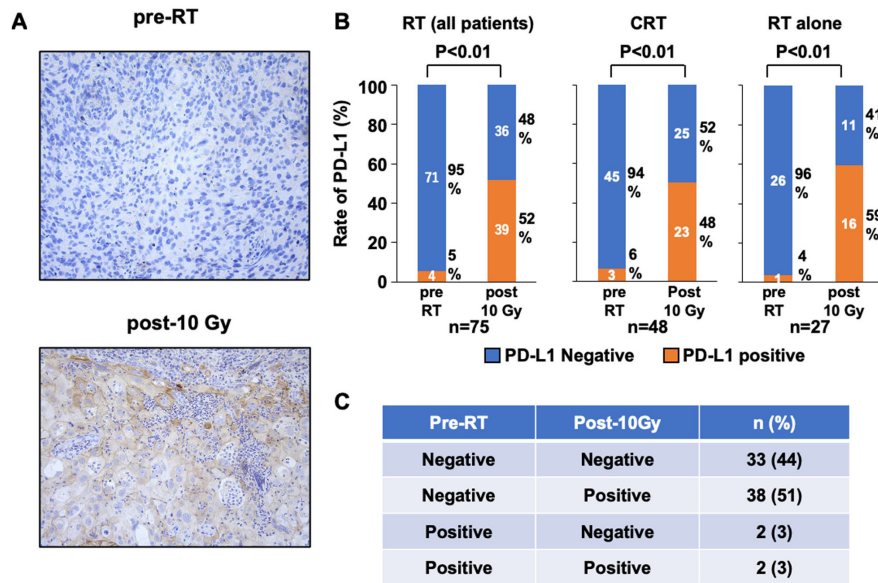 A
pre-RT
post-10 Gy
B
RT (all patients)
CRT
RT alone
P<0.01
P<0.01
P<0.01
Rate of PD-L1 (%)
100
80
60
40
20
0
71
95
%
5
%
4
36
48
%
39
52
%
45
94
%
6
%
3
25
52
%
23
48
%
26
96
%
4
%
1
11
41
%
16
59
%
pre
RT
post
10 Gy
n=75
pre
RT
Post
10 Gy
n=48
pre
RT
post
10 Gy
n=27
PD-L1 Negative
PD-L1 positive
C
Pre-RT Post-10Gy n (%)
Negative Negative 33 (44)
Negative Positive 38 (51)
Positive Negative 2 (3)
Positive Positive 2 (3)